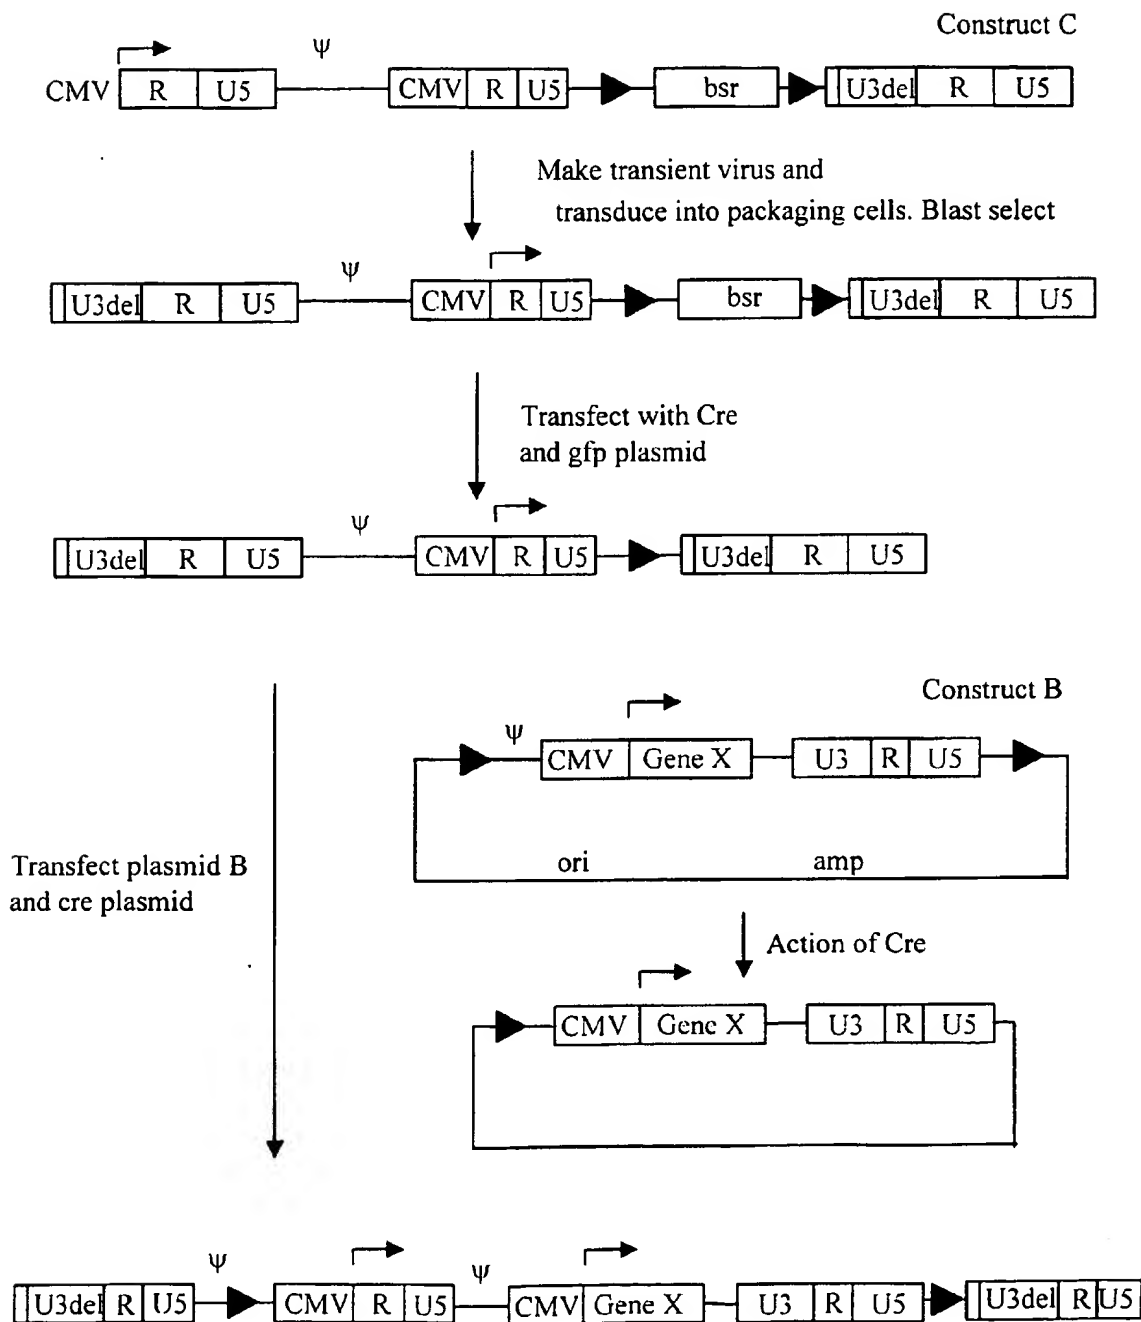 Construct C
ψ
CMV R U5 CMV R U5 bsr U3del R U5
Make transient virus and
transduce into packaging cells. Blast select
ψ
U3del R U5 CMV R U5 bsr U3del R U5
Transfect with Cre
and gfp plasmid
ψ
U3del R U5 CMV R U5 U3del R U5
Construct B
ψ
CMV Gene X U3 R U5
ori amp
Transfect plasmid B
and cre plasmid
Action of Cre
CMV Gene X U3 R U5
ψ ψ
U3del R U5 CMV R U5 CMV Gene X U3 R U5 U3del R U5